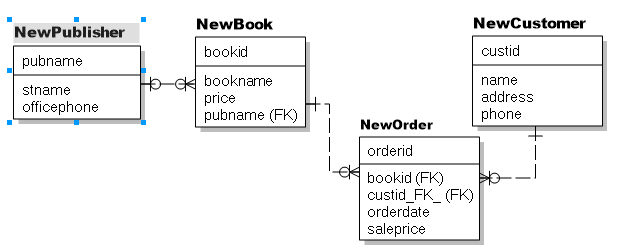 NewPublisher
pubname
stname
officephone
NewBook
bookid
bookname
price
pubname (FK)
NewCustomer
custid
name
address
phone
NewOrder
orderid
bookid (FK)
custid_FK_ (FK)
orderdate
saleprice